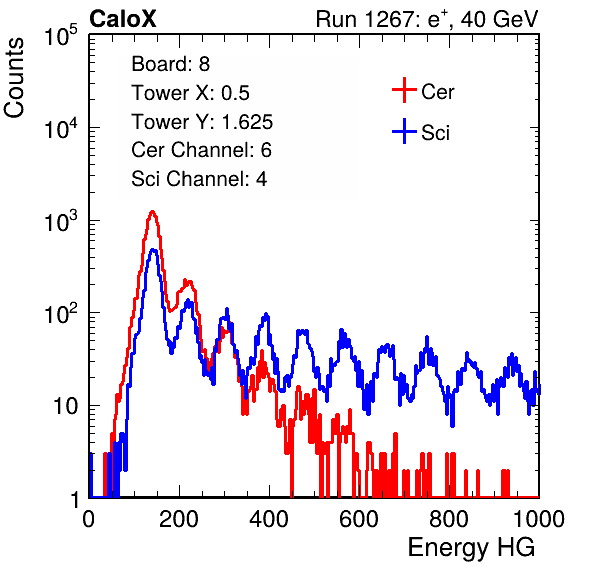 CaloX Run 1267: e⁺, 40 GeV
Counts
Board: 8
Tower X: 0.5
Tower Y: 1.625
Cer Channel: 6
Sci Channel: 4
Cer
Sci
10⁵
10⁴
10³
10²
10
1
0 200 400 600 800 1000
Energy HG